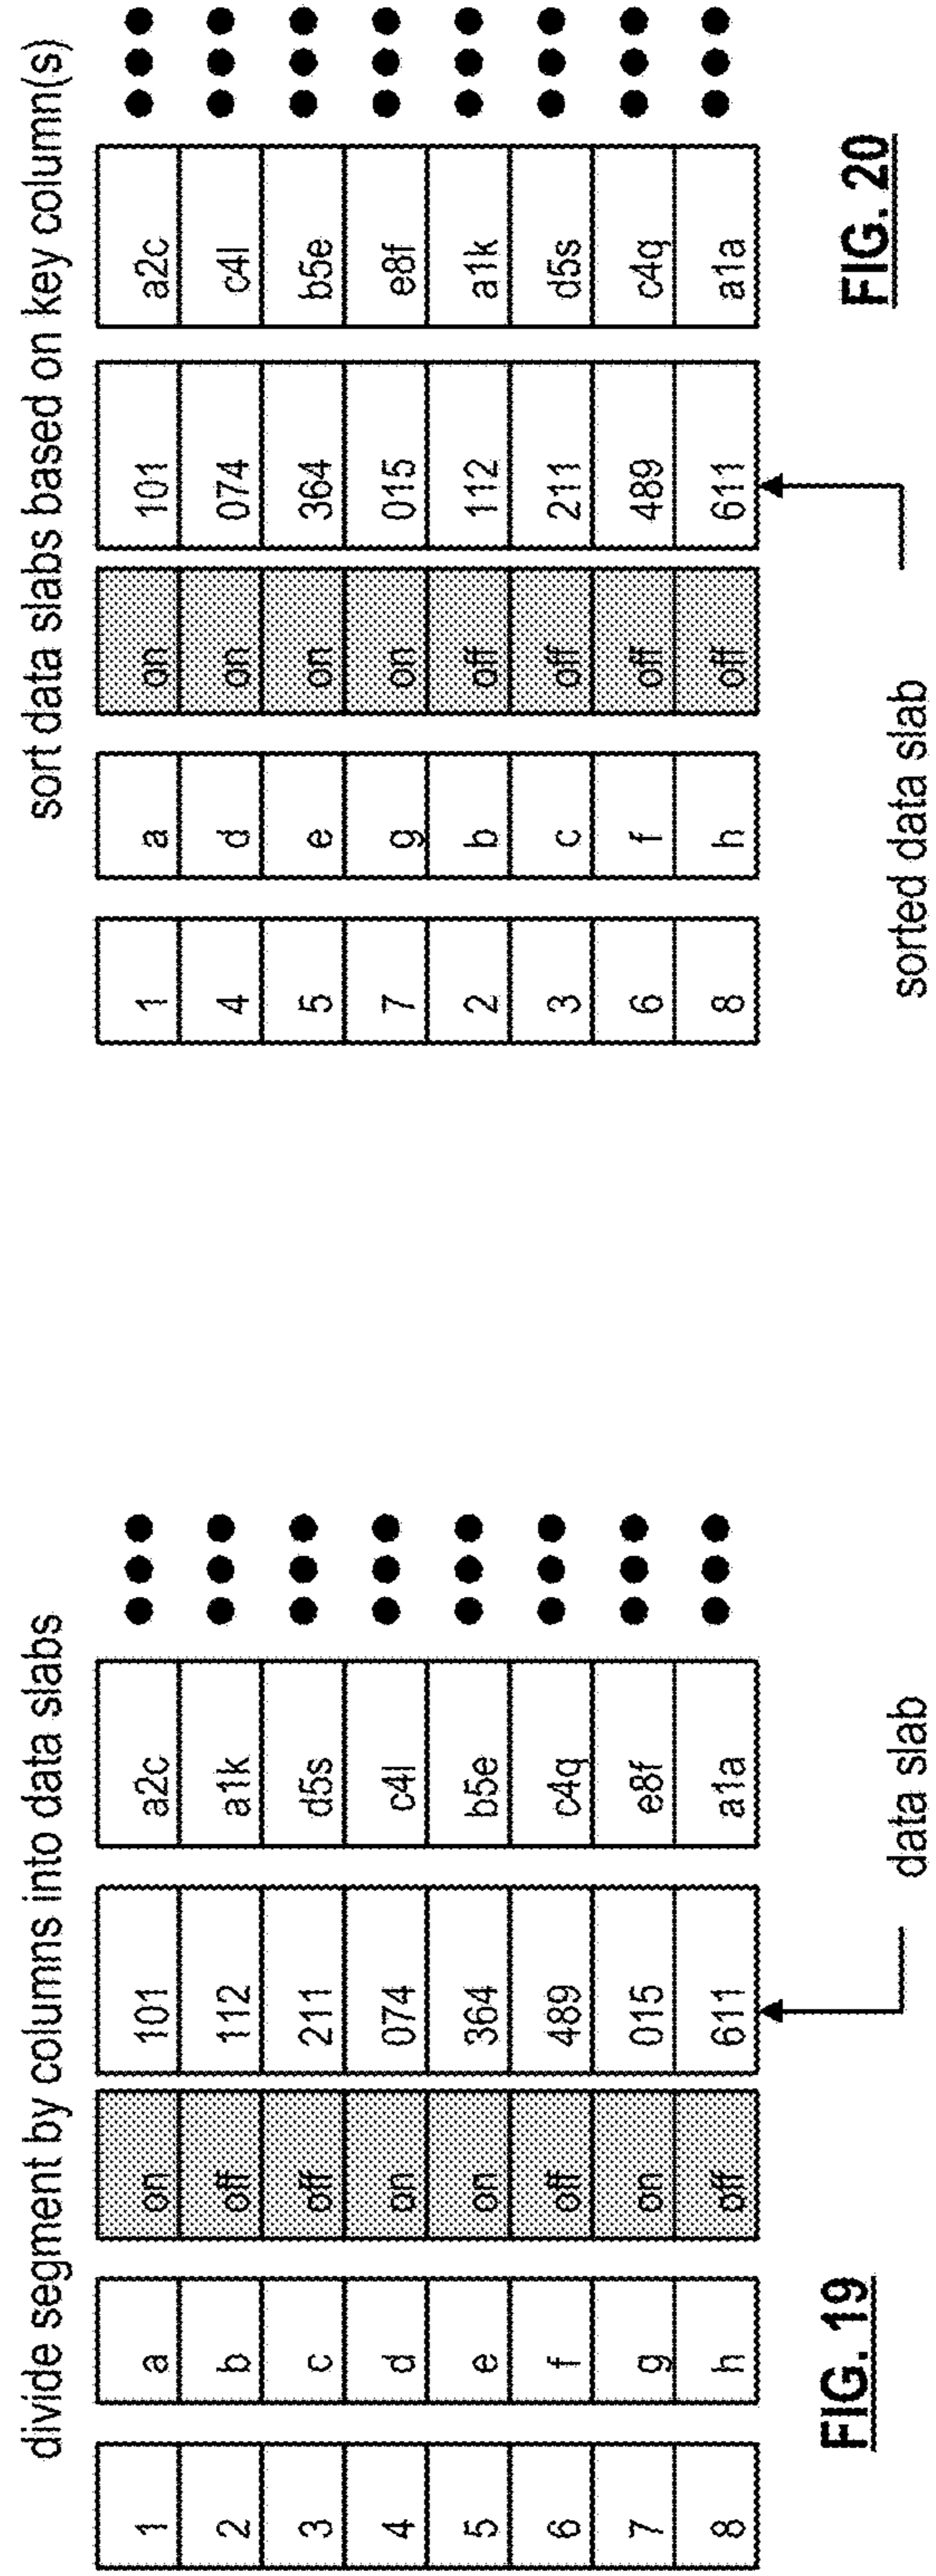 divide segment by columns into data slabs
1 a on 101 a2c
2 b off 112 a1k
3 c off 211 d5s
4 d on 074 c4l
5 e on 364 b5e
6 f off 489 c4q
7 g on 015 e8f
8 h off 611 a1a
data slab
FIG. 19
sort data slabs based on key column(s)
1 a on 101 a2c
4 d on 074 c4l
5 e on 364 b5e
7 g on 015 e8f
2 b off 112 a1k
3 c off 211 d5s
6 f off 489 c4q
8 h off 611 a1a
sorted data slab
FIG. 20